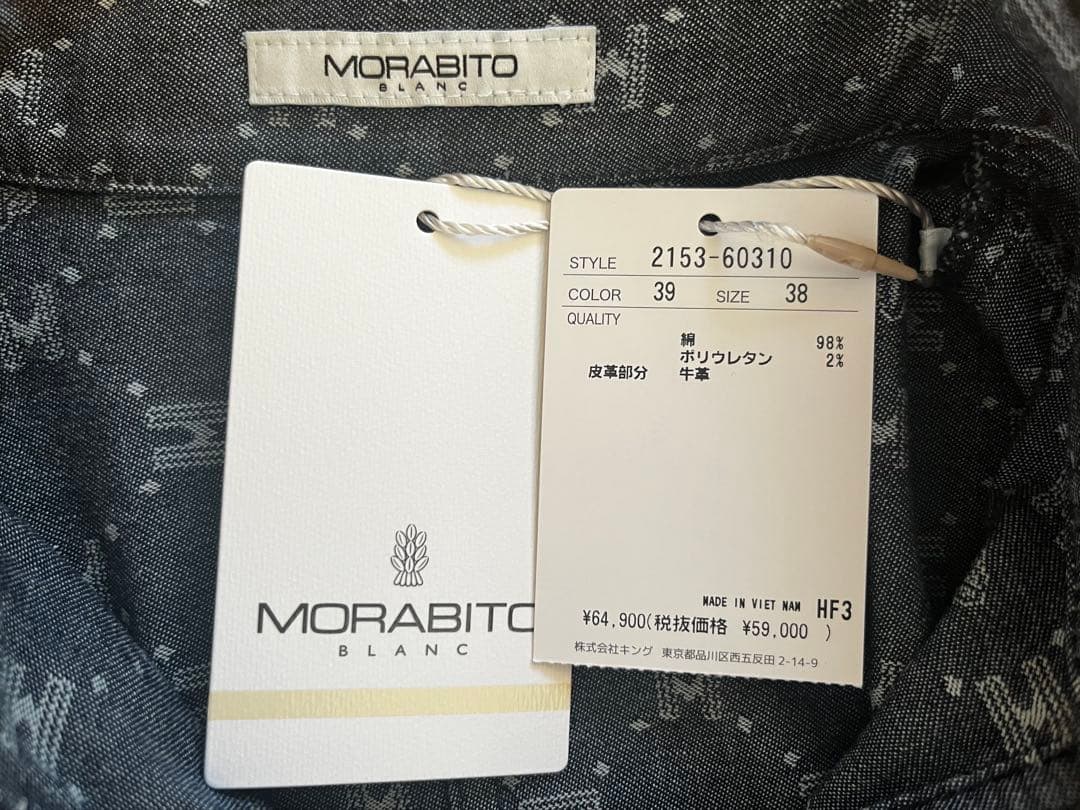 MORABITO
BLANC
STYLE 2153-60310
COLOR 39 SIZE 38
QUALITY
綿 98%
ポリウレタン 2%
皮革部分 牛革
MADE IN VIET NAM HF3
¥64,900(税抜価格 ¥59,000 )
株式会社キング 東京都品川区西五反田 2-14-9
MORABITO
BLANC